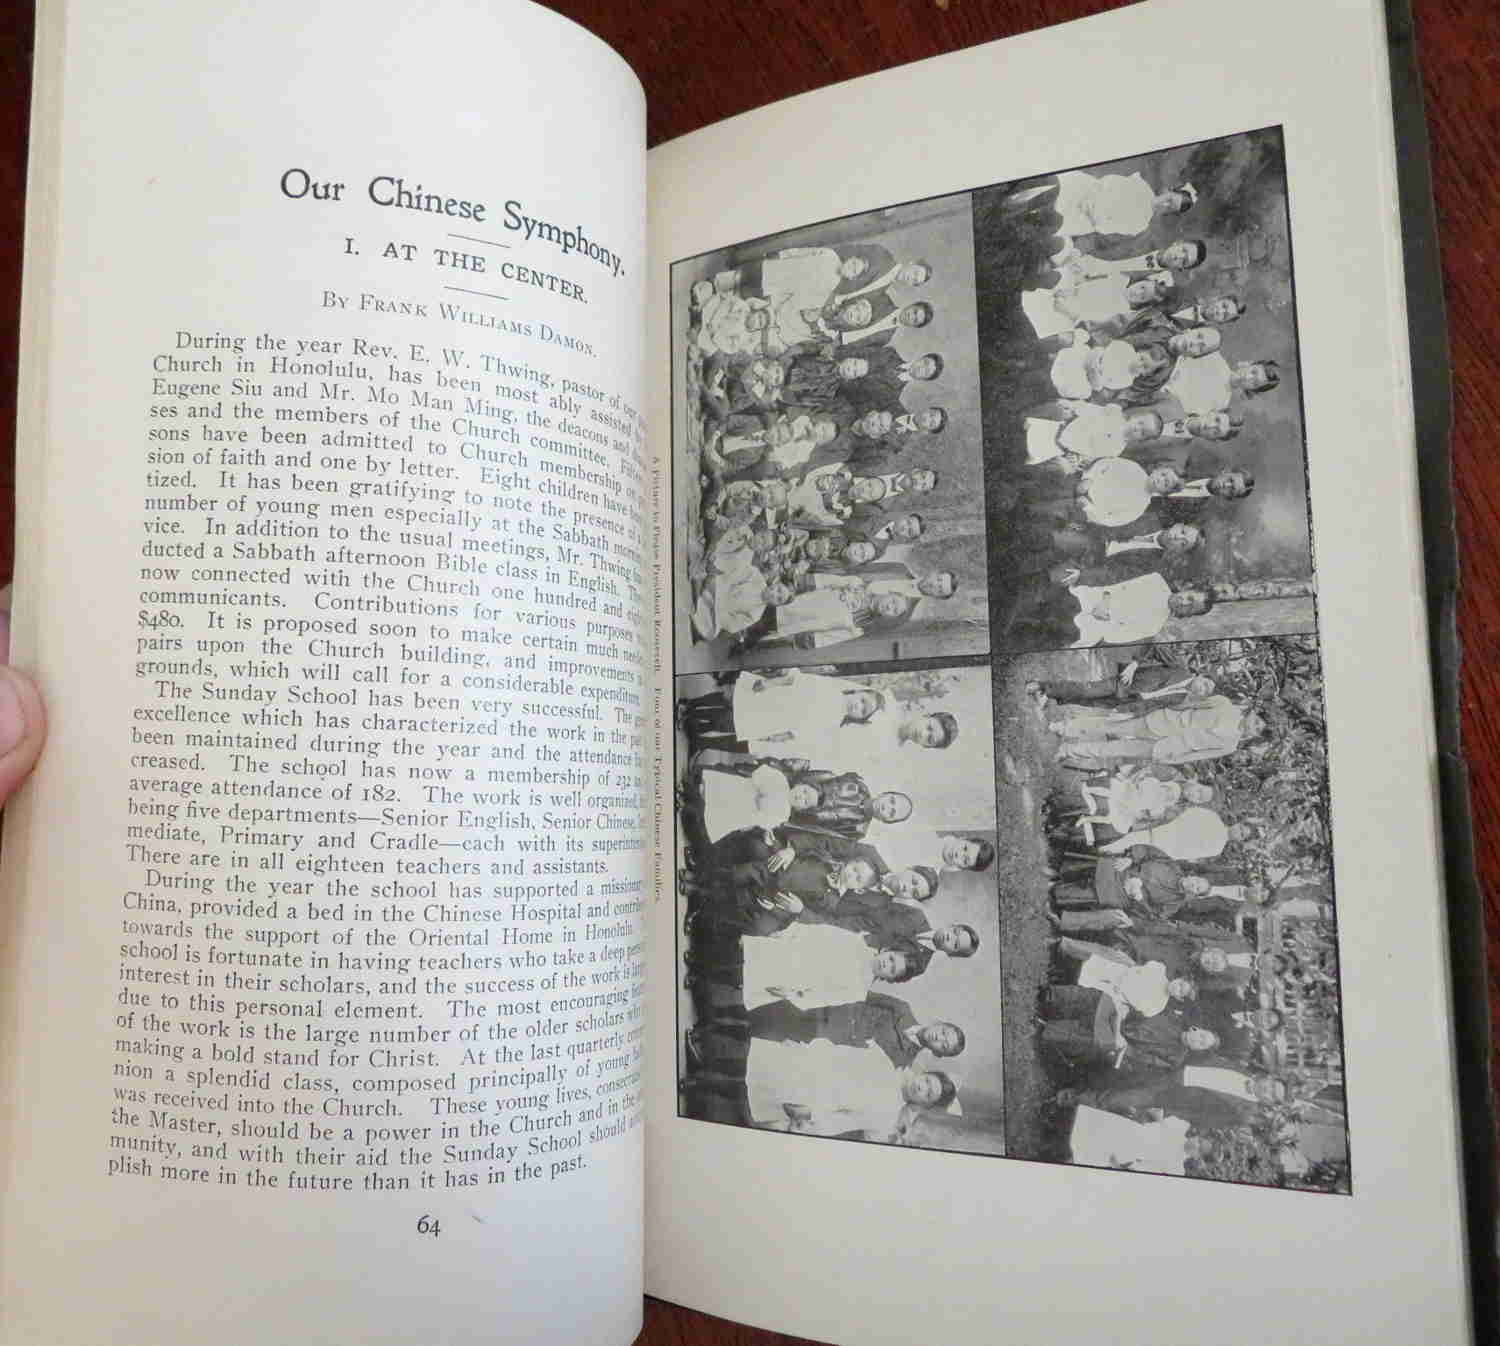 Our Chinese Symphony.
I. AT THE CENTER.
By Frank Williams Damon.
During the year Rev. E. W. Thwing, pastor of our
Church in Honolulu, has been most ably assisted
Eugene Siu and Mr. Mo Man Ming, the deacons and
ses and the members of the Church committee.
sons have been admitted to Church membership on
sion of faith and one by letter. Eight children have
tized. It has been gratifying to note the presence of a
number of young men especially at the Sabbath
vice. In addition to the usual meetings, Mr. Thwing
ducted a Sabbath afternoon Bible class in English.
now connected with the Church one hundred and
communicants. Contributions for various purposes
$480. It is proposed soon to make certain much
pairs upon the Church building, and improvements
grounds, which will call for a considerable expenditure.
The Sunday School has been very successful. The
excellence which has characterized the work in the
been maintained during the year and the attendance
creased. The school has now a membership of 232
average attendance of 182. The work is well organized,
being five departments—Senior English, Senior Chinese,
mediate, Primary and Cradle—each with its
There are in all eighteen teachers and assistants.
During the year the school has supported a
China, provided a bed in the Chinese Hospital and
towards the support of the Oriental Home in Honolulu.
school is fortunate in having teachers who take a deep
interest in their scholars, and the success of the work is
due to this personal element. The most encouraging
of the work is the large number of the older scholars
making a bold stand for Christ. At the last quarterly
nion a splendid class, composed principally of young
was received into the Church. These young lives,
the Master, should be a power in the Church and in the
munity, and with their aid the Sunday School should
plish more in the future than it has in the past.
64
A Picture to Please President Roosevelt. Four of our Typical Chinese Families.